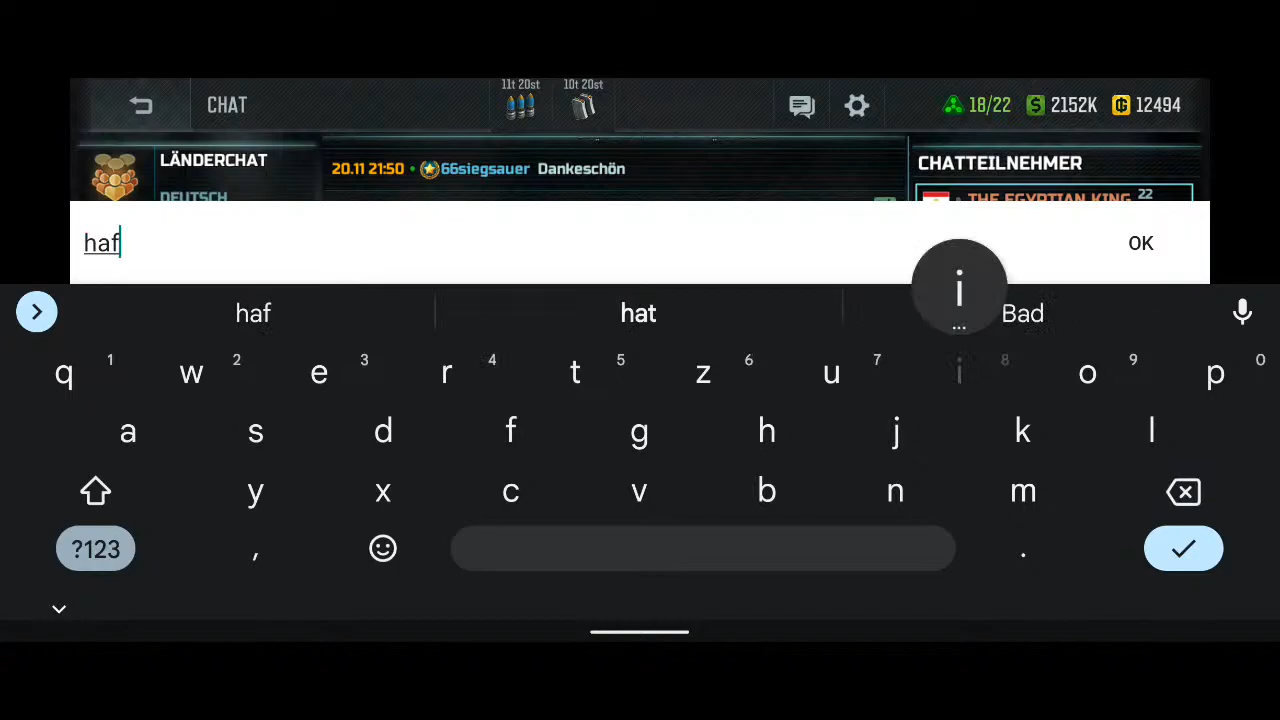 11t 20st 10t 20st
CHAT 18/22 2152K 12494
LÄNDERCHAT
DEUTSCH
20.11 21:50 • 66siegsauer Dankeschön
CHATTEILNEHMER
THE EGYPTIAN KING 22
haf
OK
haf hat Bad
i
...
q 1 w 2 e 3 r 4 t 5 z 6 u 7 i 8 o 9 p 0
a s d f g h j k l
y x c v b n m
?123 , .